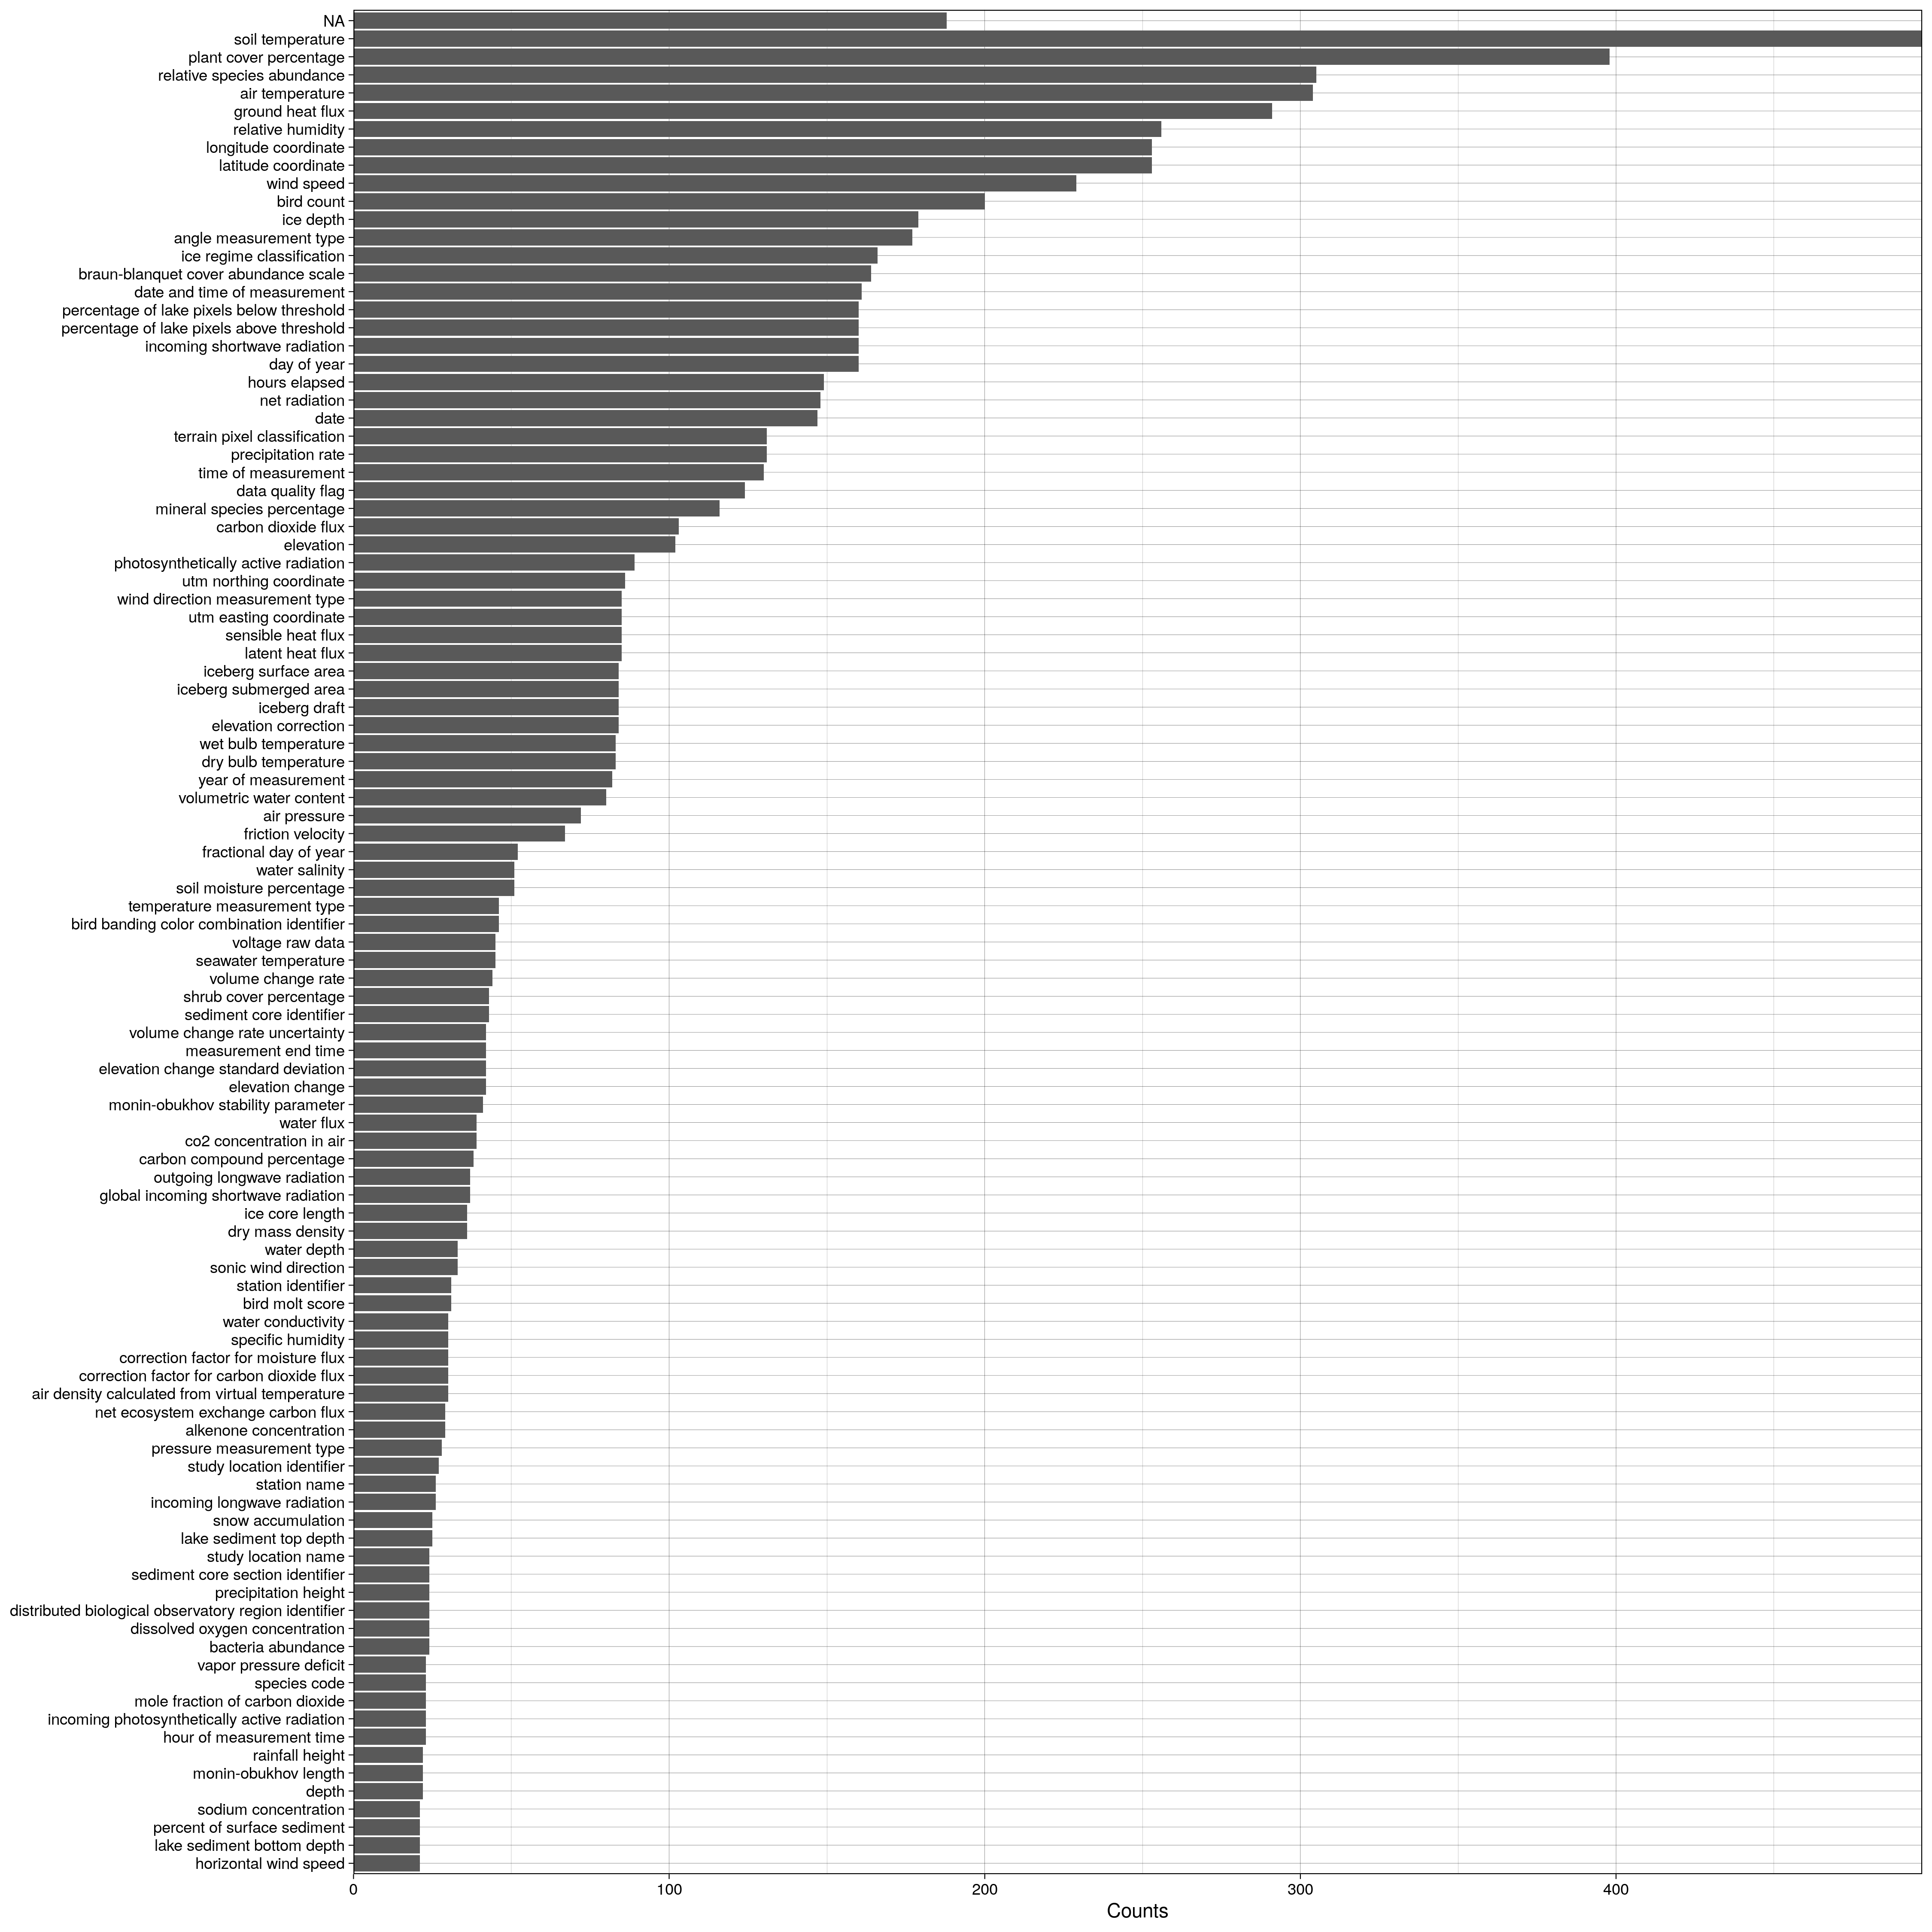 NA
soil temperature
plant cover percentage
relative species abundance
air temperature
ground heat flux
relative humidity
longitude coordinate
latitude coordinate
wind speed
bird count
ice depth
angle measurement type
ice regime classification
braun-blanquet cover abundance scale
date and time of measurement
percentage of lake pixels below threshold
percentage of lake pixels above threshold
incoming shortwave radiation
day of year
hours elapsed
net radiation
date
terrain pixel classification
precipitation rate
time of measurement
data quality flag
mineral species percentage
carbon dioxide flux
elevation
photosynthetically active radiation
utm northing coordinate
wind direction measurement type
utm easting coordinate
sensible heat flux
latent heat flux
iceberg surface area
iceberg submerged area
iceberg draft
elevation correction
wet bulb temperature
dry bulb temperature
year of measurement
volumetric water content
air pressure
friction velocity
fractional day of year
water salinity
soil moisture percentage
temperature measurement type
bird banding color combination identifier
voltage raw data
seawater temperature
volume change rate
shrub cover percentage
sediment core identifier
volume change rate uncertainty
measurement end time
elevation change standard deviation
elevation change
monin-obukhov stability parameter
water flux
co2 concentration in air
carbon compound percentage
outgoing longwave radiation
global incoming shortwave radiation
ice core length
dry mass density
water depth
sonic wind direction
station identifier
bird molt score
water conductivity
specific humidity
correction factor for moisture flux
correction factor for carbon dioxide flux
air density calculated from virtual temperature
net ecosystem exchange carbon flux
alkenone concentration
pressure measurement type
study location identifier
station name
incoming longwave radiation
snow accumulation
lake sediment top depth
study location name
sediment core section identifier
precipitation height
distributed biological observatory region identifier
dissolved oxygen concentration
bacteria abundance
vapor pressure deficit
species code
mole fraction of carbon dioxide
incoming photosynthetically active radiation
hour of measurement time
rainfall height
monin-obukhov length
depth
sodium concentration
percent of surface sediment
lake sediment bottom depth
horizontal wind speed
0 100 200 300 400
Counts